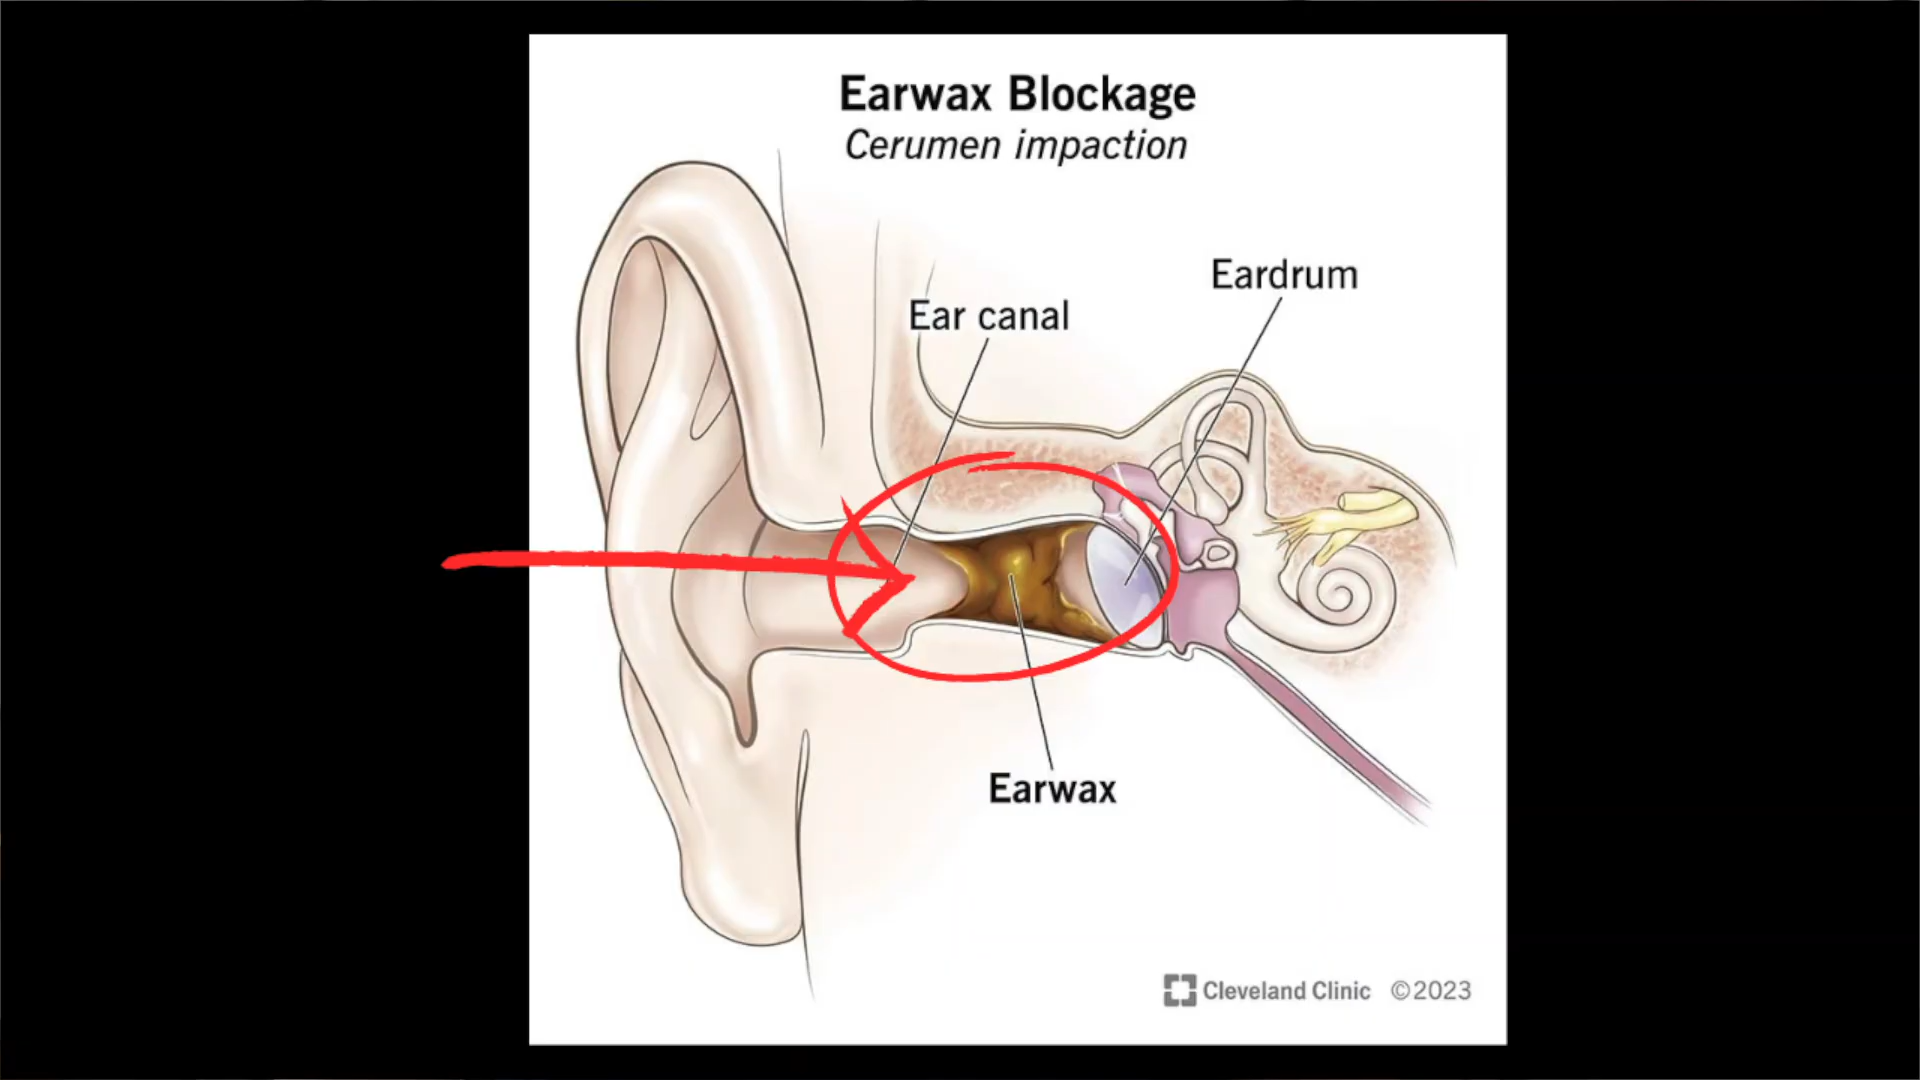 Earwax Blockage
Cerumen impaction
Eardrum
Ear canal
Earwax
Cleveland Clinic ©2023